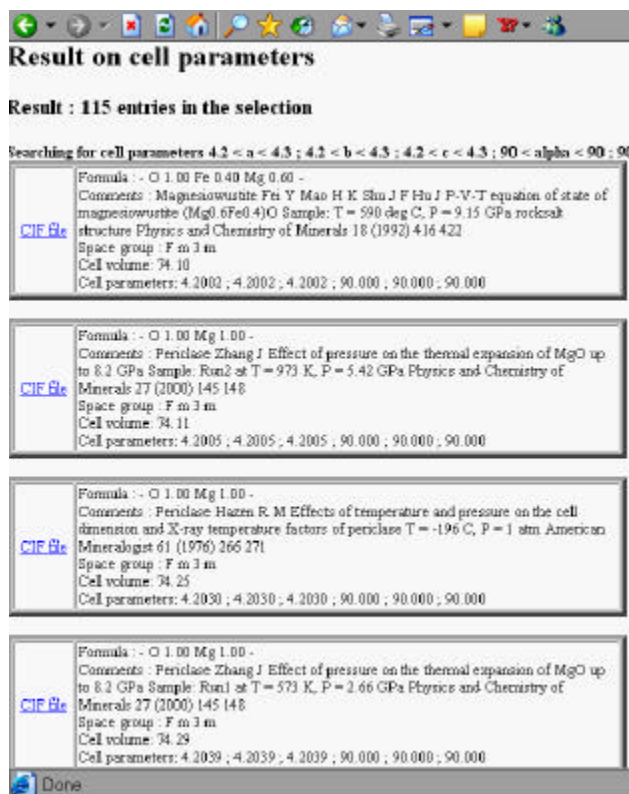 Result on cell parameters
Result : 115 entries in the selection
Searching for cell parameters 4.2 < a < 4.3 ; 4.2 < b < 4.3 ; 4.2 < c < 4.3 ; 90 < alpha < 90 ; 90
Formula : - O 1.00 Fe 0.40 Mg 0.60 -
Comments : Magnesiowustite Fei Y Mao H K Shu J F Hu J P-V-T equation of state of
magnesiowustite (Mg0.6Fe0.4)O Sample: T = 590 deg C, P = 9.15 GPa rocksalt
CIF file structure Physics and Chemistry of Minerals 18 (1992) 416 422
Space group : F m 3 m
Cell volume: 74.10
Cell parameters: 4.2002 ; 4.2002 ; 4.2002 ; 90.000 ; 90.000 ; 90.000
Formula : - O 1.00 Mg 1.00 -
Comments : Periclase Zhang J Effect of pressure on the thermal expansion of MgO up
to 8.2 GPa Sample: Run2 at T = 973 K, P = 5.42 GPa Physics and Chemistry of
CIF file Minerals 27 (2000) 145 148
Space group : F m 3 m
Cell volume: 74.11
Cell parameters: 4.2005 ; 4.2005 ; 4.2005 ; 90.000 ; 90.000 ; 90.000
Formula : - O 1.00 Mg 1.00 -
Comments : Periclase Hazen R M Effects of temperature and pressure on the cell
dimension and X-ray temperature factors of periclase T = -196 C, P = 1 atm American
CIF file Mineralogist 61 (1976) 266 271
Space group : F m 3 m
Cell volume: 74.25
Cell parameters: 4.2030 ; 4.2030 ; 4.2030 ; 90.000 ; 90.000 ; 90.000
Formula : - O 1.00 Mg 1.00 -
Comments : Periclase Zhang J Effect of pressure on the thermal expansion of MgO up
to 8.2 GPa Sample: Run1 at T = 573 K, P = 2.66 GPa Physics and Chemistry of
CIF file Minerals 27 (2000) 145 148
Space group : F m 3 m
Cell volume: 74.29
Cell parameters: 4.2039 ; 4.2039 ; 4.2039 ; 90.000 ; 90.000 ; 90.000
Done